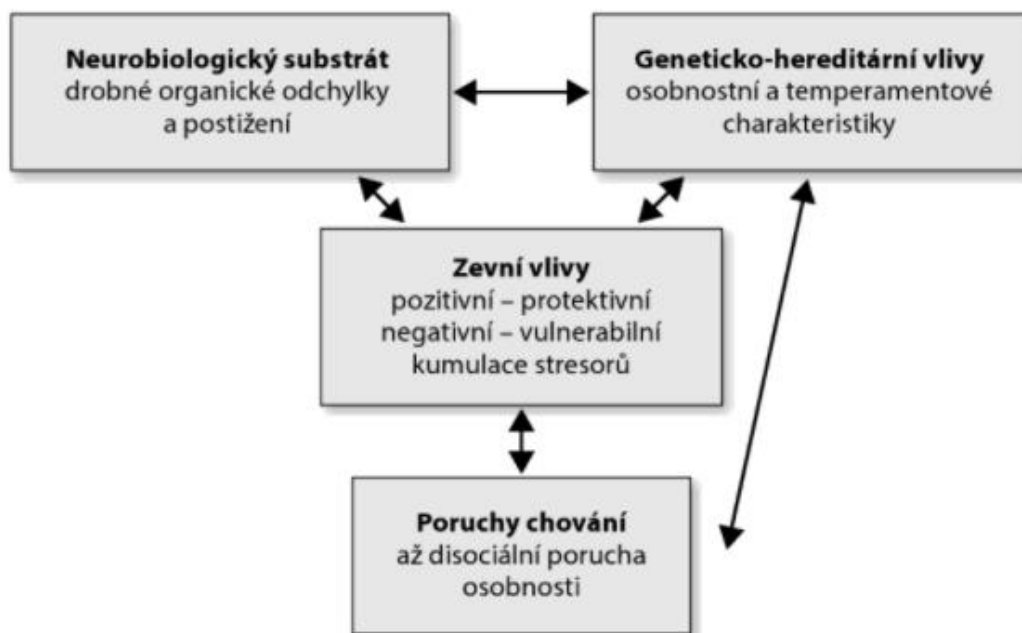 Neurobiologický substrát
drobné organické odchylky
a postižení
Geneticko-hereditární vlivy
osobnostní a temperamentové
charakteristiky
Zevní vlivy
pozitivní – protektivní
negativní – vulnerabilní
kumulace stresorů
Poruchy chování
až disociální porucha
osobnosti